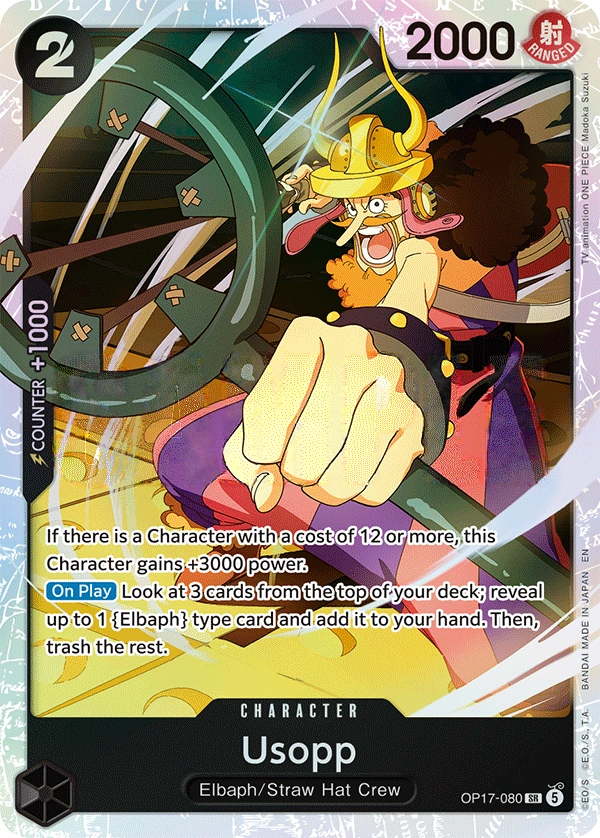 2
2000
射
RANGED
TV animation ONE PIECE Madoka Suzuki
COUNTER +1000
If there is a Character with a cost of 12 or more, this
Character gains +3000 power.
On Play Look at 3 cards from the top of your deck; reveal
up to 1 {Elbaph} type card and add it to your hand. Then,
trash the rest.
©E.O./S, T.A. BANDAI MADE IN JAPAN EN
©EO/S
CHARACTER
Usopp
Elbaph/Straw Hat Crew
OP17-080 SR 5